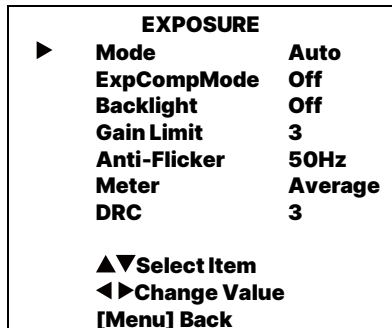 EXPOSURE
▶ Mode Auto
ExpCompMode Off
Backlight Off
Gain Limit 3
Anti-Flicker 50Hz
Meter Average
DRC 3
▲▼Select Item
◀ ▶Change Value
[Menu] Back